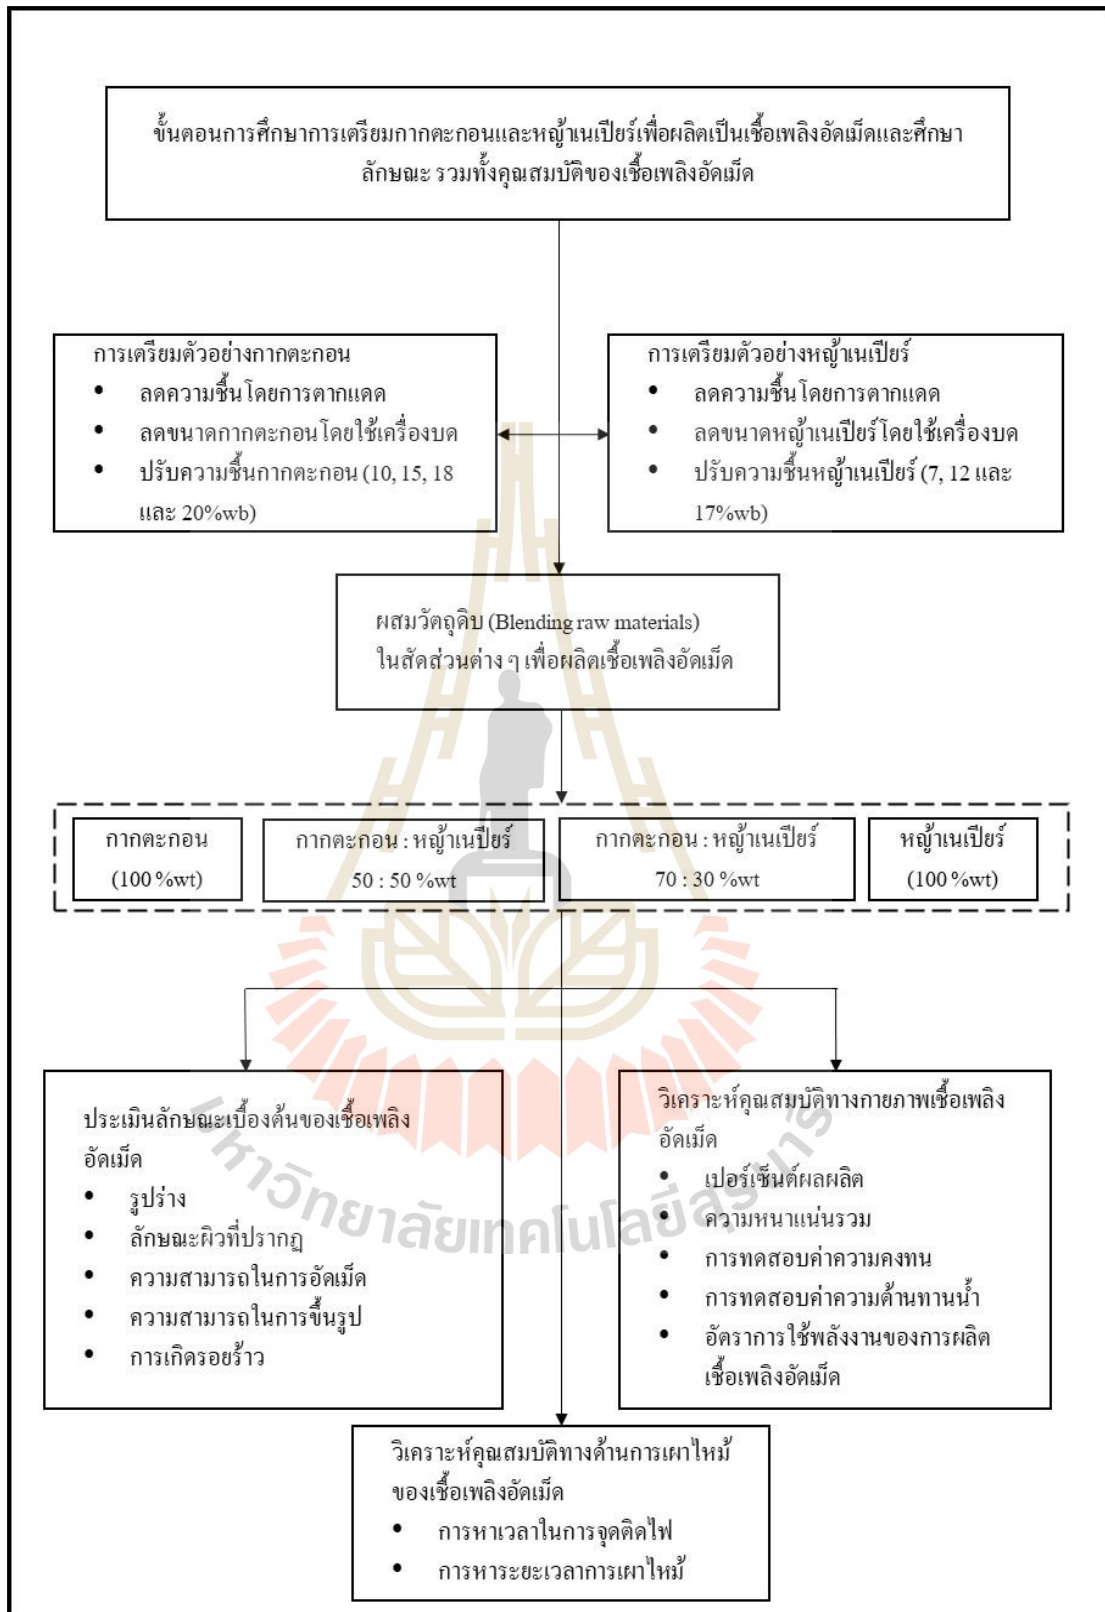 ขั้นตอนการศึกษาการเตรียมกากตะกอนและหญ้าเนเปียร์เพื่อผลิตเป็นเชื้อเพลิงอัดเม็ดและศึกษา
ลักษณะ รวมทั้งคุณสมบัติของเชื้อเพลิงอัดเม็ด
การเตรียมตัวอย่างกากตะกอน
• ลดความชื้นโดยการตากแดด
• ลดขนาดกากตะกอนโดยใช้เครื่องบด
• ปรับความชื้นกากตะกอน (10, 15, 18
และ 20%wb)
การเตรียมตัวอย่างหญ้าเนเปียร์
• ลดความชื้นโดยการตากแดด
• ลดขนาดหญ้าเนเปียร์โดยใช้เครื่องบด
• ปรับความชื้นหญ้าเนเปียร์ (7, 12 และ
17%wb)
ผสมวัตถุดิบ (Blending raw materials)
ในสัดส่วนต่าง ๆ เพื่อผลิตเชื้อเพลิงอัดเม็ด
กากตะกอน
(100 %wt)
กากตะกอน : หญ้าเนเปียร์
50 : 50 %wt
กากตะกอน : หญ้าเนเปียร์
70 : 30 %wt
หญ้าเนเปียร์
(100 %wt)
ประเมินลักษณะเบื้องต้นของเชื้อเพลิง
อัดเม็ด
• รูปร่าง
• ลักษณะผิวที่ปรากฏ
• ความสามารถในการอัดเม็ด
• ความสามารถในการขึ้นรูป
• การเกิดรอยร้าว
วิเคราะห์คุณสมบัติทางกายภาพเชื้อเพลิง
อัดเม็ด
• เปอร์เซ็นต์ผลผลิต
• ความหนาแน่นรวม
• การทดสอบค่าความคงทน
• การทดสอบค่าความต้านทานน้ำ
• อัตราการใช้พลังงานของการผลิต
เชื้อเพลิงอัดเม็ด
วิเคราะห์คุณสมบัติทางด้านการเผาไหม้
ของเชื้อเพลิงอัดเม็ด
• การหาเวลาในการจุดติดไฟ
• การหาระยะเวลาการเผาไหม้
มหาวิทยาลัยเทคโนโลยีสุรนารี